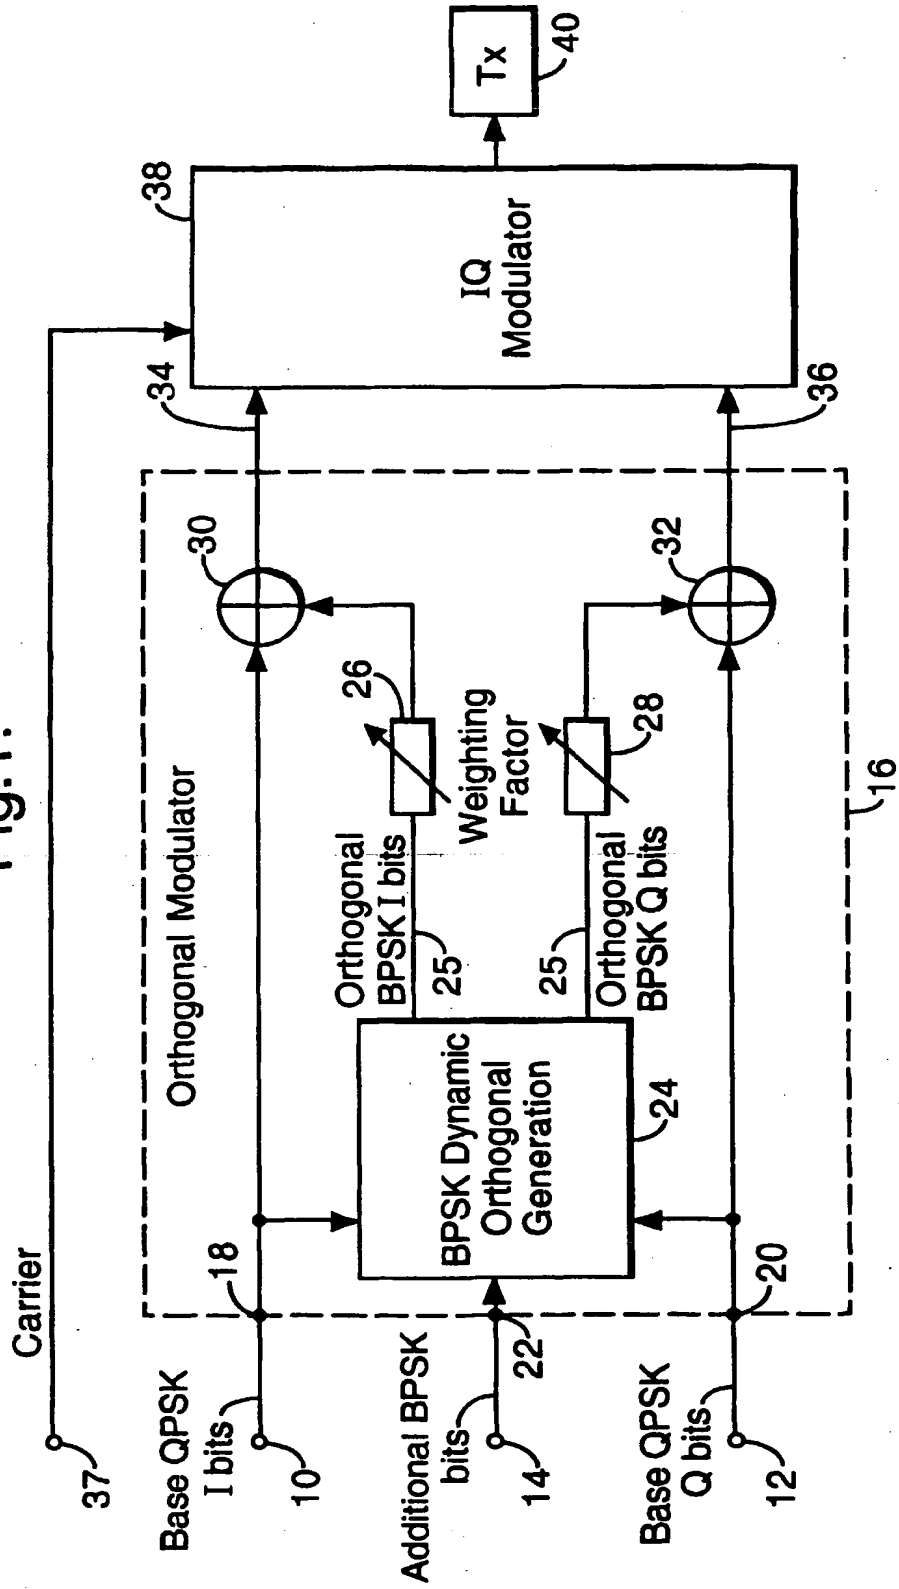 Fig.1.
Carrier
37
38
34
Tx
40
IQ
Modulator
36
Orthogonal Modulator
30
26
Weighting
Factor
28
32
16
Orthogonal
BPSK I bits
25
25
Orthogonal
BPSK Q bits
BPSK Dynamic
Orthogonal
Generation
24
18
22
20
Base QPSK
I bits
10
Additional BPSK
bits
14
Base QPSK
Q bits
12